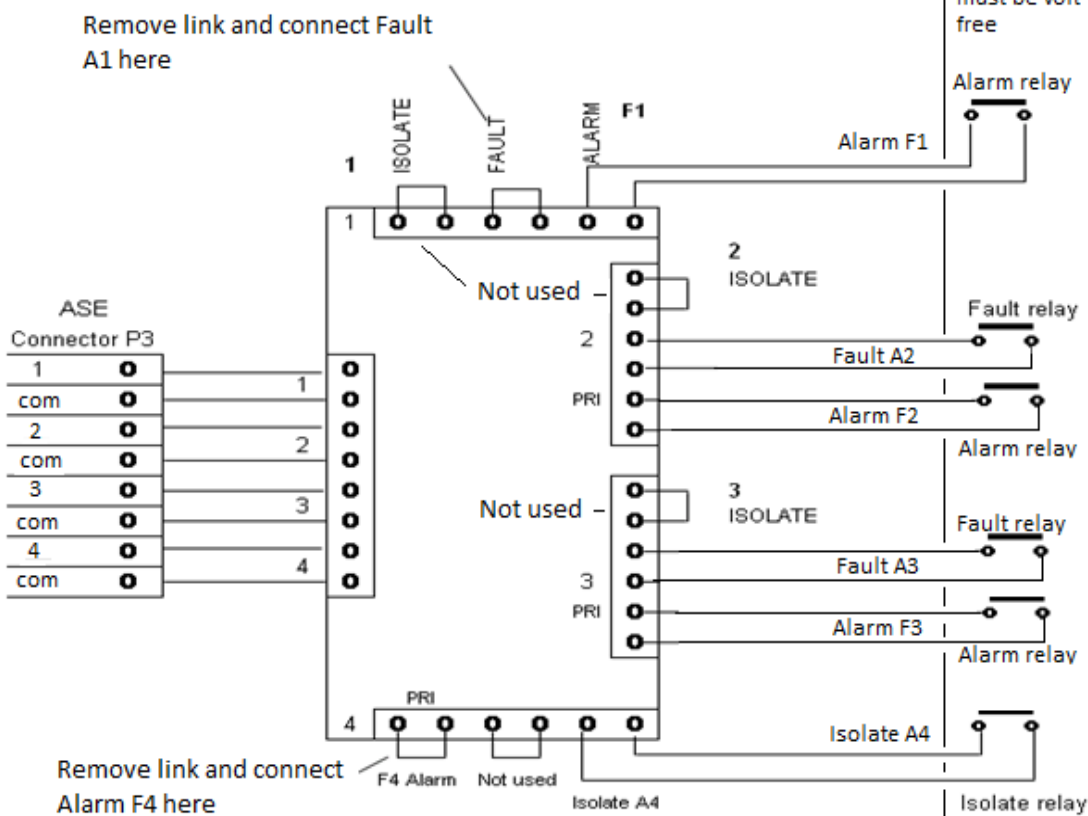 must be volt
free
Remove link and connect Fault
A1 here
Alarm relay
ISOLATE
FAULT
ALARM
F1
Alarm F1
1
1
2
ISOLATE
Not used
ASE
Connector P3
Fault relay
2
Fault A2
1
1
com
PRI
Alarm F2
2
2
com
Alarm relay
3
3
com
Not used
3
ISOLATE
Fault relay
4
4
com
Fault A3
3
PRI
Alarm F3
Alarm relay
PRI
4
Isolate A4
Remove link and connect
Alarm F4 here
F4 Alarm
Not used
Isolate A4
Isolate relay